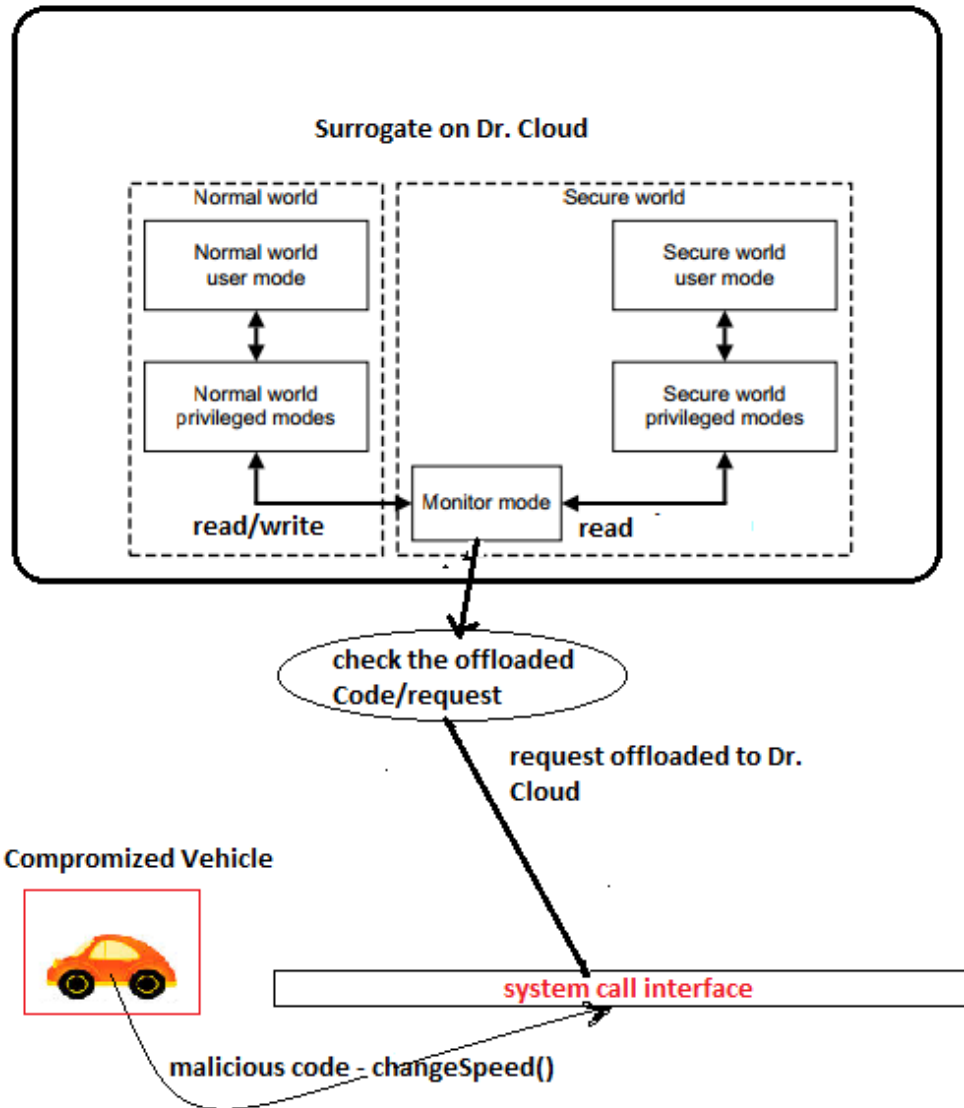 Surrogate on Dr. Cloud
Normal world
Secure world
Normal world
user mode
Secure world
user mode
Normal world
privileged modes
Secure world
privileged modes
Monitor mode
read/write
read
check the offloaded
Code/request
request offloaded to Dr.
Cloud
Compromized Vehicle
system call interface
malicious code - changeSpeed()